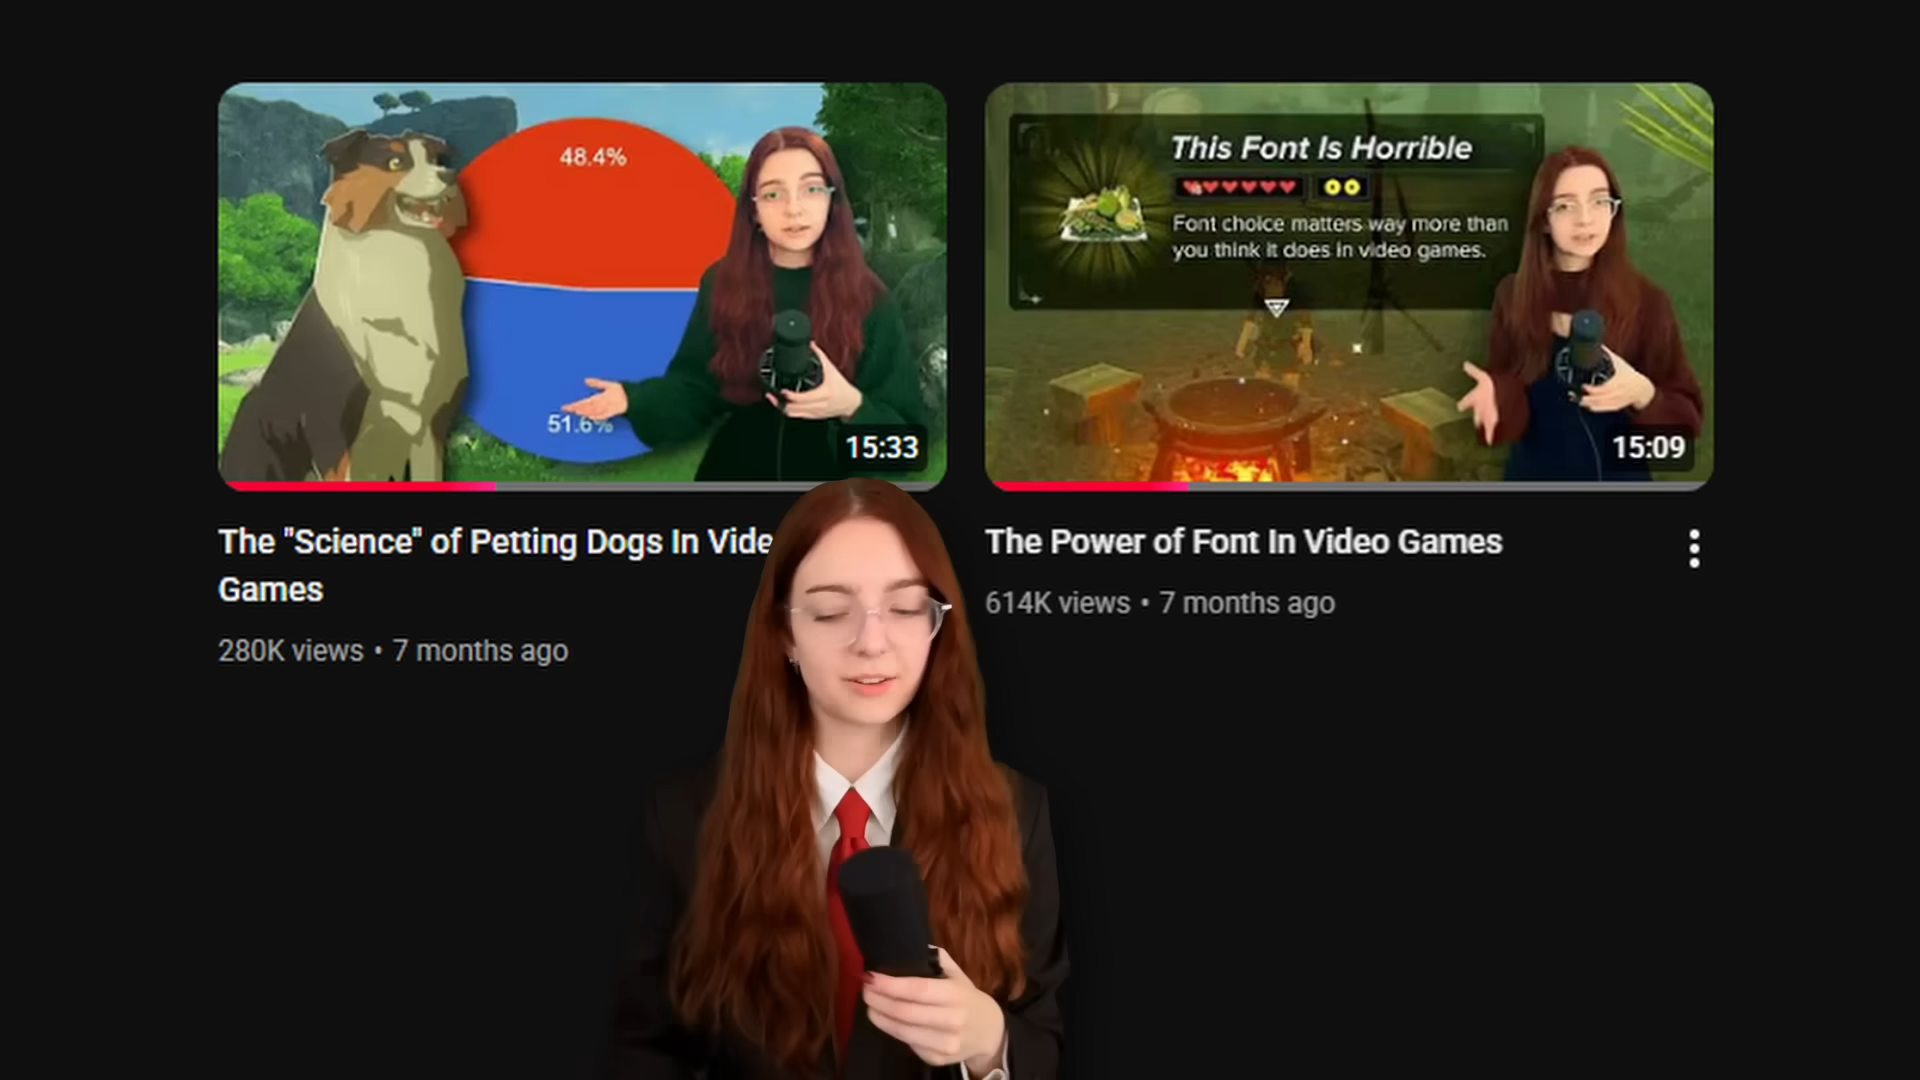 48.4%
51.6%
15:33
This Font Is Horrible
Font choice matters way more than
you think it does in video games.
15:09
The "Science" of Petting Dogs In Vide
Games
280K views • 7 months ago
The Power of Font In Video Games
614K views • 7 months ago